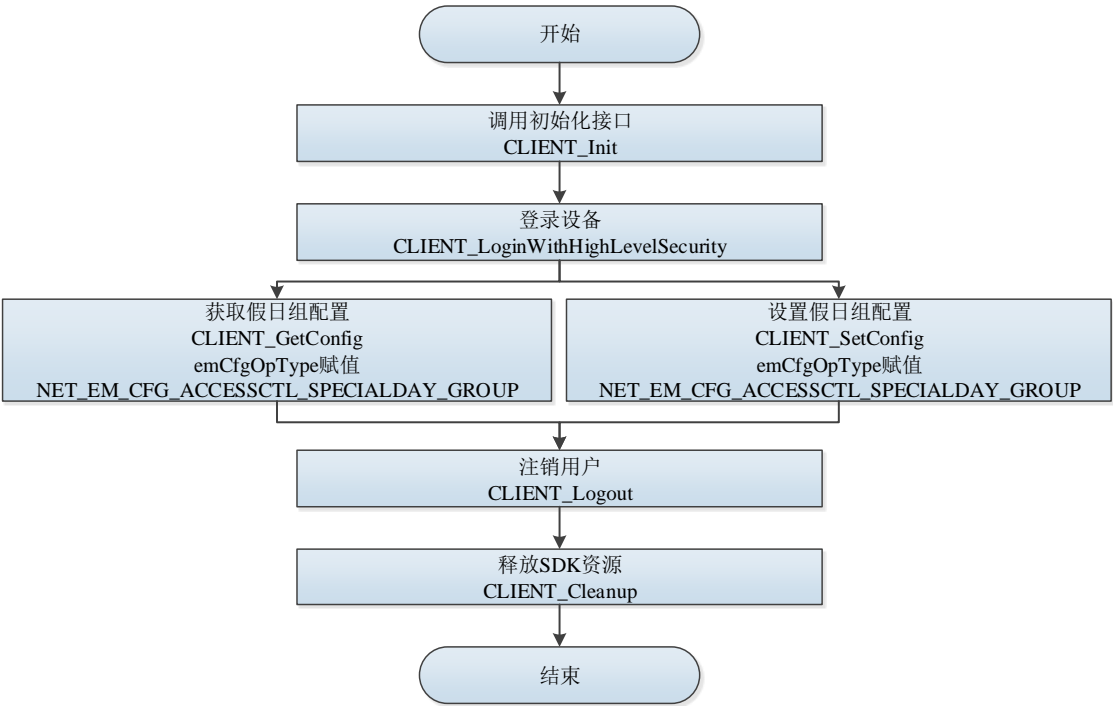 开始
调用初始化接口
CLIENT_Init
登录设备
CLIENT_LoginWithHighLevelSecurity
获取假日组配置
CLIENT_GetConfig
emCfgOpType赋值
NET_EM_CFG_ACCESSCTL_SPECIALDAY_GROUP
设置假日组配置
CLIENT_SetConfig
emCfgOpType赋值
NET_EM_CFG_ACCESSCTL_SPECIALDAY_GROUP
注销用户
CLIENT_Logout
释放SDK资源
CLIENT_Cleanup
结束